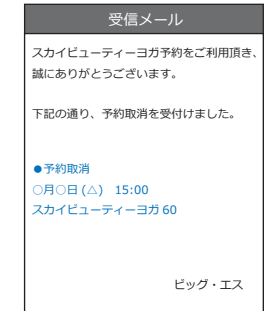 受信メール
スカイビューティーヨガ予約をご利用頂き、
誠にありがとうございます。
下記の通り、予約取消を受付けました。
●予約取消
○月○日(△) 15:00
スカイビューティーヨガ 60
ビッグ・エス